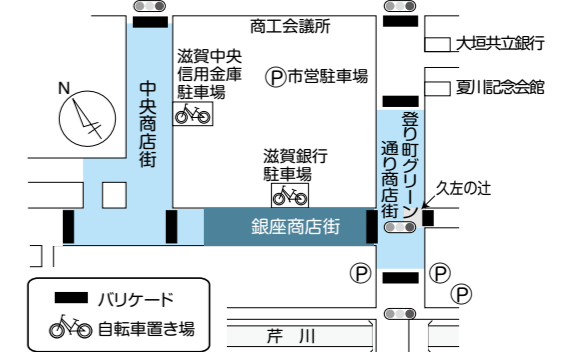 商工会議所
大垣共立銀行
滋賀中央
信用金庫
駐車場
Ⓟ市営駐車場
夏川記念会館
N
中央商店街
登り町グリーン
通り商店街
滋賀銀行
駐車場
久左の辻
銀座商店街
Ⓟ
Ⓟ
Ⓟ
バリケード
自転車置き場
芹 川